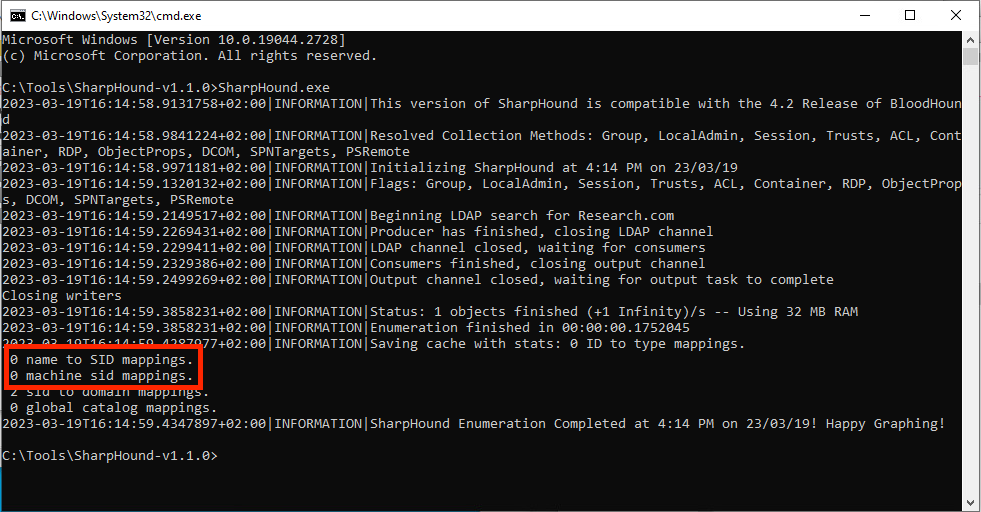 C:\Windows\System32\cmd.exe
Microsoft Windows [Version 10.0.19044.2728]
(c) Microsoft Corporation. All rights reserved.
C:\Tools\SharpHound-v1.1.0>SharpHound.exe
2023-03-19T16:14:58.9131758+02:00|INFORMATION|This version of SharpHound is compatible with the 4.2 Release of BloodHoun
d
2023-03-19T16:14:58.9841224+02:00|INFORMATION|Resolved Collection Methods: Group, LocalAdmin, Session, Trusts, ACL, Cont
ainer, RDP, ObjectProps, DCOM, SPNTargets, PSRemote
2023-03-19T16:14:58.9971181+02:00|INFORMATION|Initializing SharpHound at 4:14 PM on 23/03/19
2023-03-19T16:14:59.1320132+02:00|INFORMATION|Flags: Group, LocalAdmin, Session, Trusts, ACL, Container, RDP, ObjectProp
s, DCOM, SPNTargets, PSRemote
2023-03-19T16:14:59.2149517+02:00|INFORMATION|Beginning LDAP search for Research.com
2023-03-19T16:14:59.2269431+02:00|INFORMATION|Producer has finished, closing LDAP channel
2023-03-19T16:14:59.2299411+02:00|INFORMATION|LDAP channel closed, waiting for consumers
2023-03-19T16:14:59.2329386+02:00|INFORMATION|Consumers finished, closing output channel
2023-03-19T16:14:59.2499269+02:00|INFORMATION|Output channel closed, waiting for output task to complete
Closing writers
2023-03-19T16:14:59.3858231+02:00|INFORMATION|Status: 1 objects finished (+1 Infinity)/s -- Using 32 MB RAM
2023-03-19T16:14:59.3858231+02:00|INFORMATION|Enumeration finished in 00:00:00.1752045
2023-03-19T16:14:59.4287977+02:00|INFORMATION|Saving cache with stats: 0 ID to type mappings.
0 name to SID mappings.
0 machine sid mappings.
2 sid to domain mappings.
0 global catalog mappings.
2023-03-19T16:14:59.4347897+02:00|INFORMATION|SharpHound Enumeration Completed at 4:14 PM on 23/03/19! Happy Graphing!
C:\Tools\SharpHound-v1.1.0>